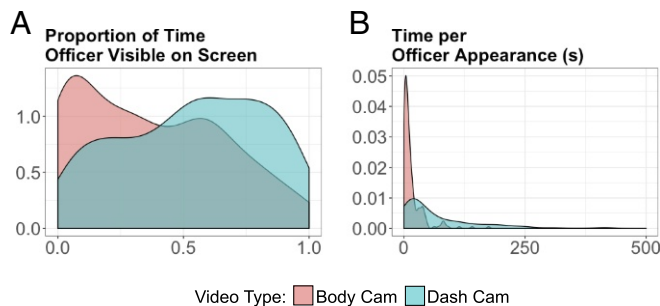 A
Proportion of Time
Officer Visible on Screen
1.0
0.5
0.0
0.0 0.5 1.0
B
Time per
Officer Appearance (s)
0.05
0.04
0.03
0.02
0.01
0.00
0 250 500
Video Type: Body Cam Dash Cam